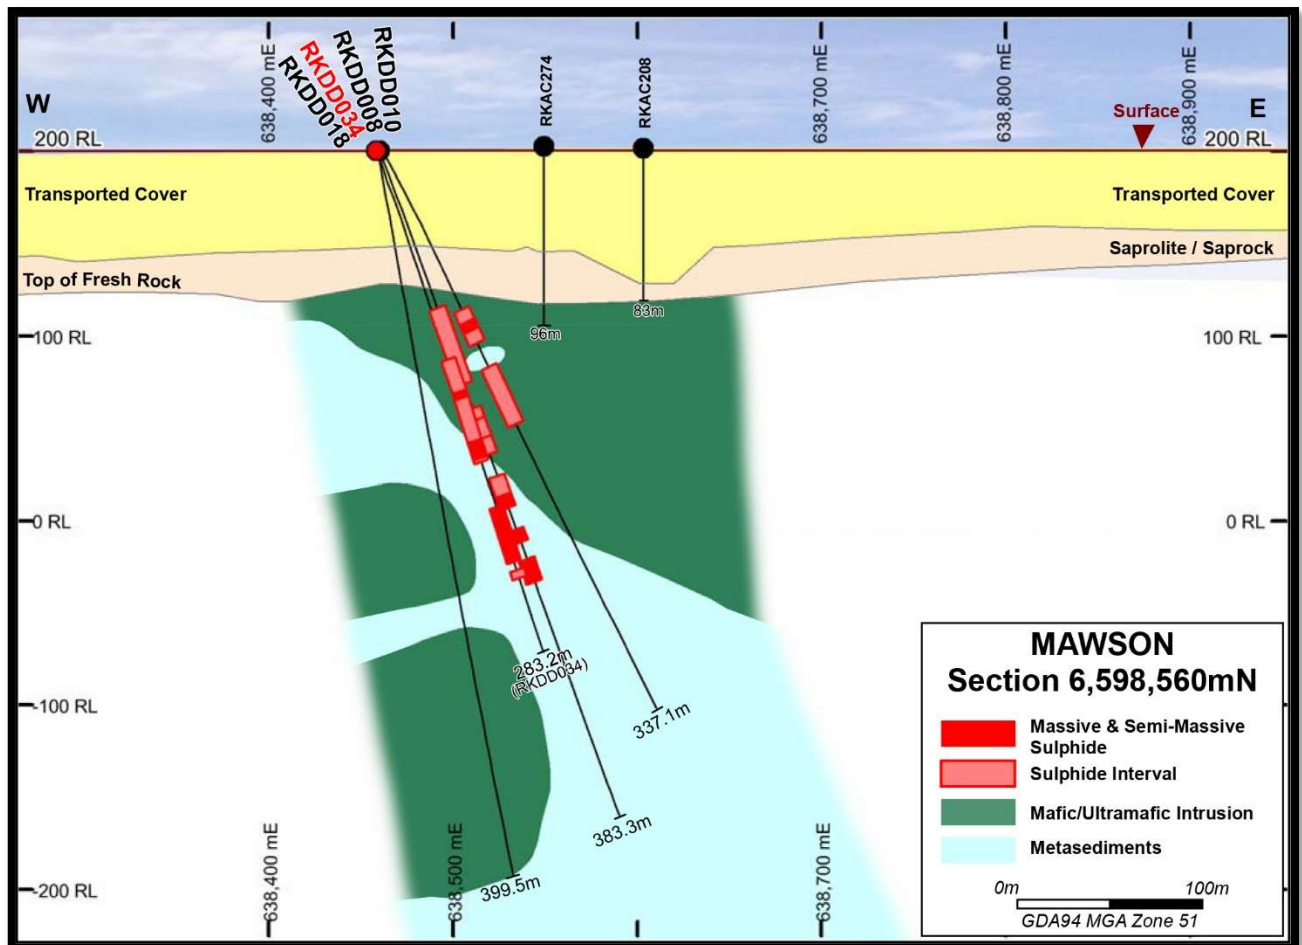 W
E
638,400 mE
RKDD018
RKDD034
RKDD008
RKDD010
RKAC274
RKAC208
638,700 mE
638,800 mE
638,900 mE
Surface
200 RL
200 RL
Transported Cover
Transported Cover
Saprolite / Saprock
Top of Fresh Rock
83m
96m
100 RL
100 RL
0 RL
0 RL
283.2m
(RKDD034)
337.1m
-100 RL
383.3m
399.5m
-200 RL
638,400 mE
638,500 mE
638,700 mE
MAWSON
Section 6,598,560mN
Massive & Semi-Massive
Sulphide
Sulphide Interval
Mafic/Ultramafic Intrusion
Metasediments
0m
100m
GDA94 MGA Zone 51